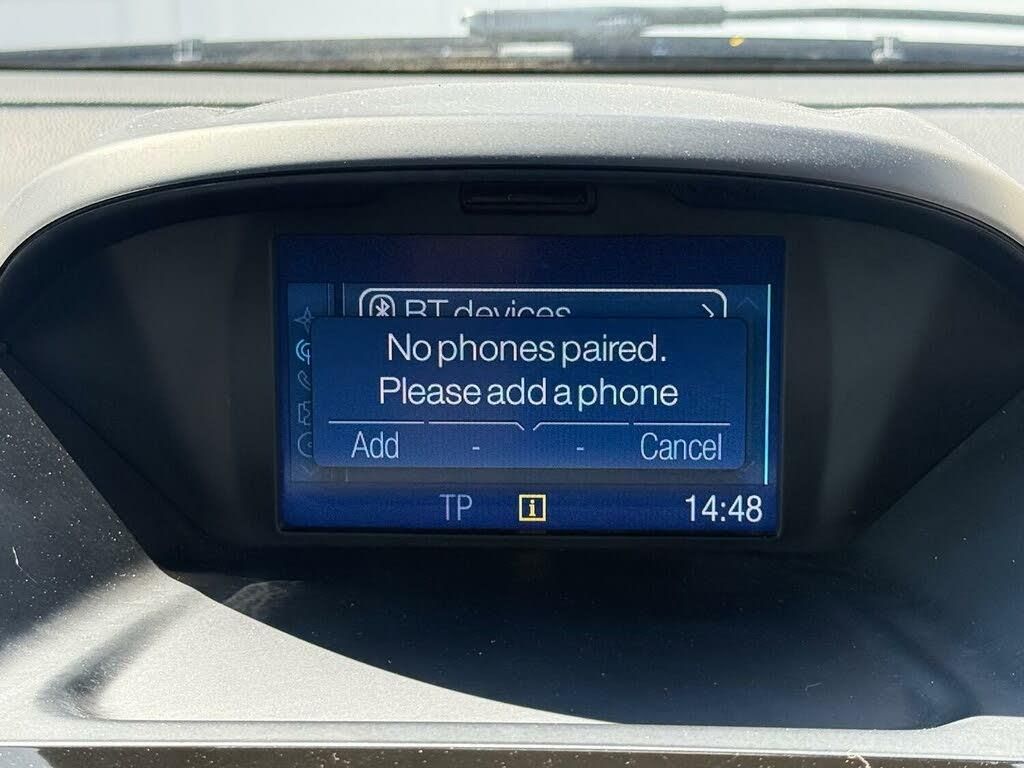 BT devices
No phones paired.
Please add a phone
Add - - Cancel
TP i 14:48